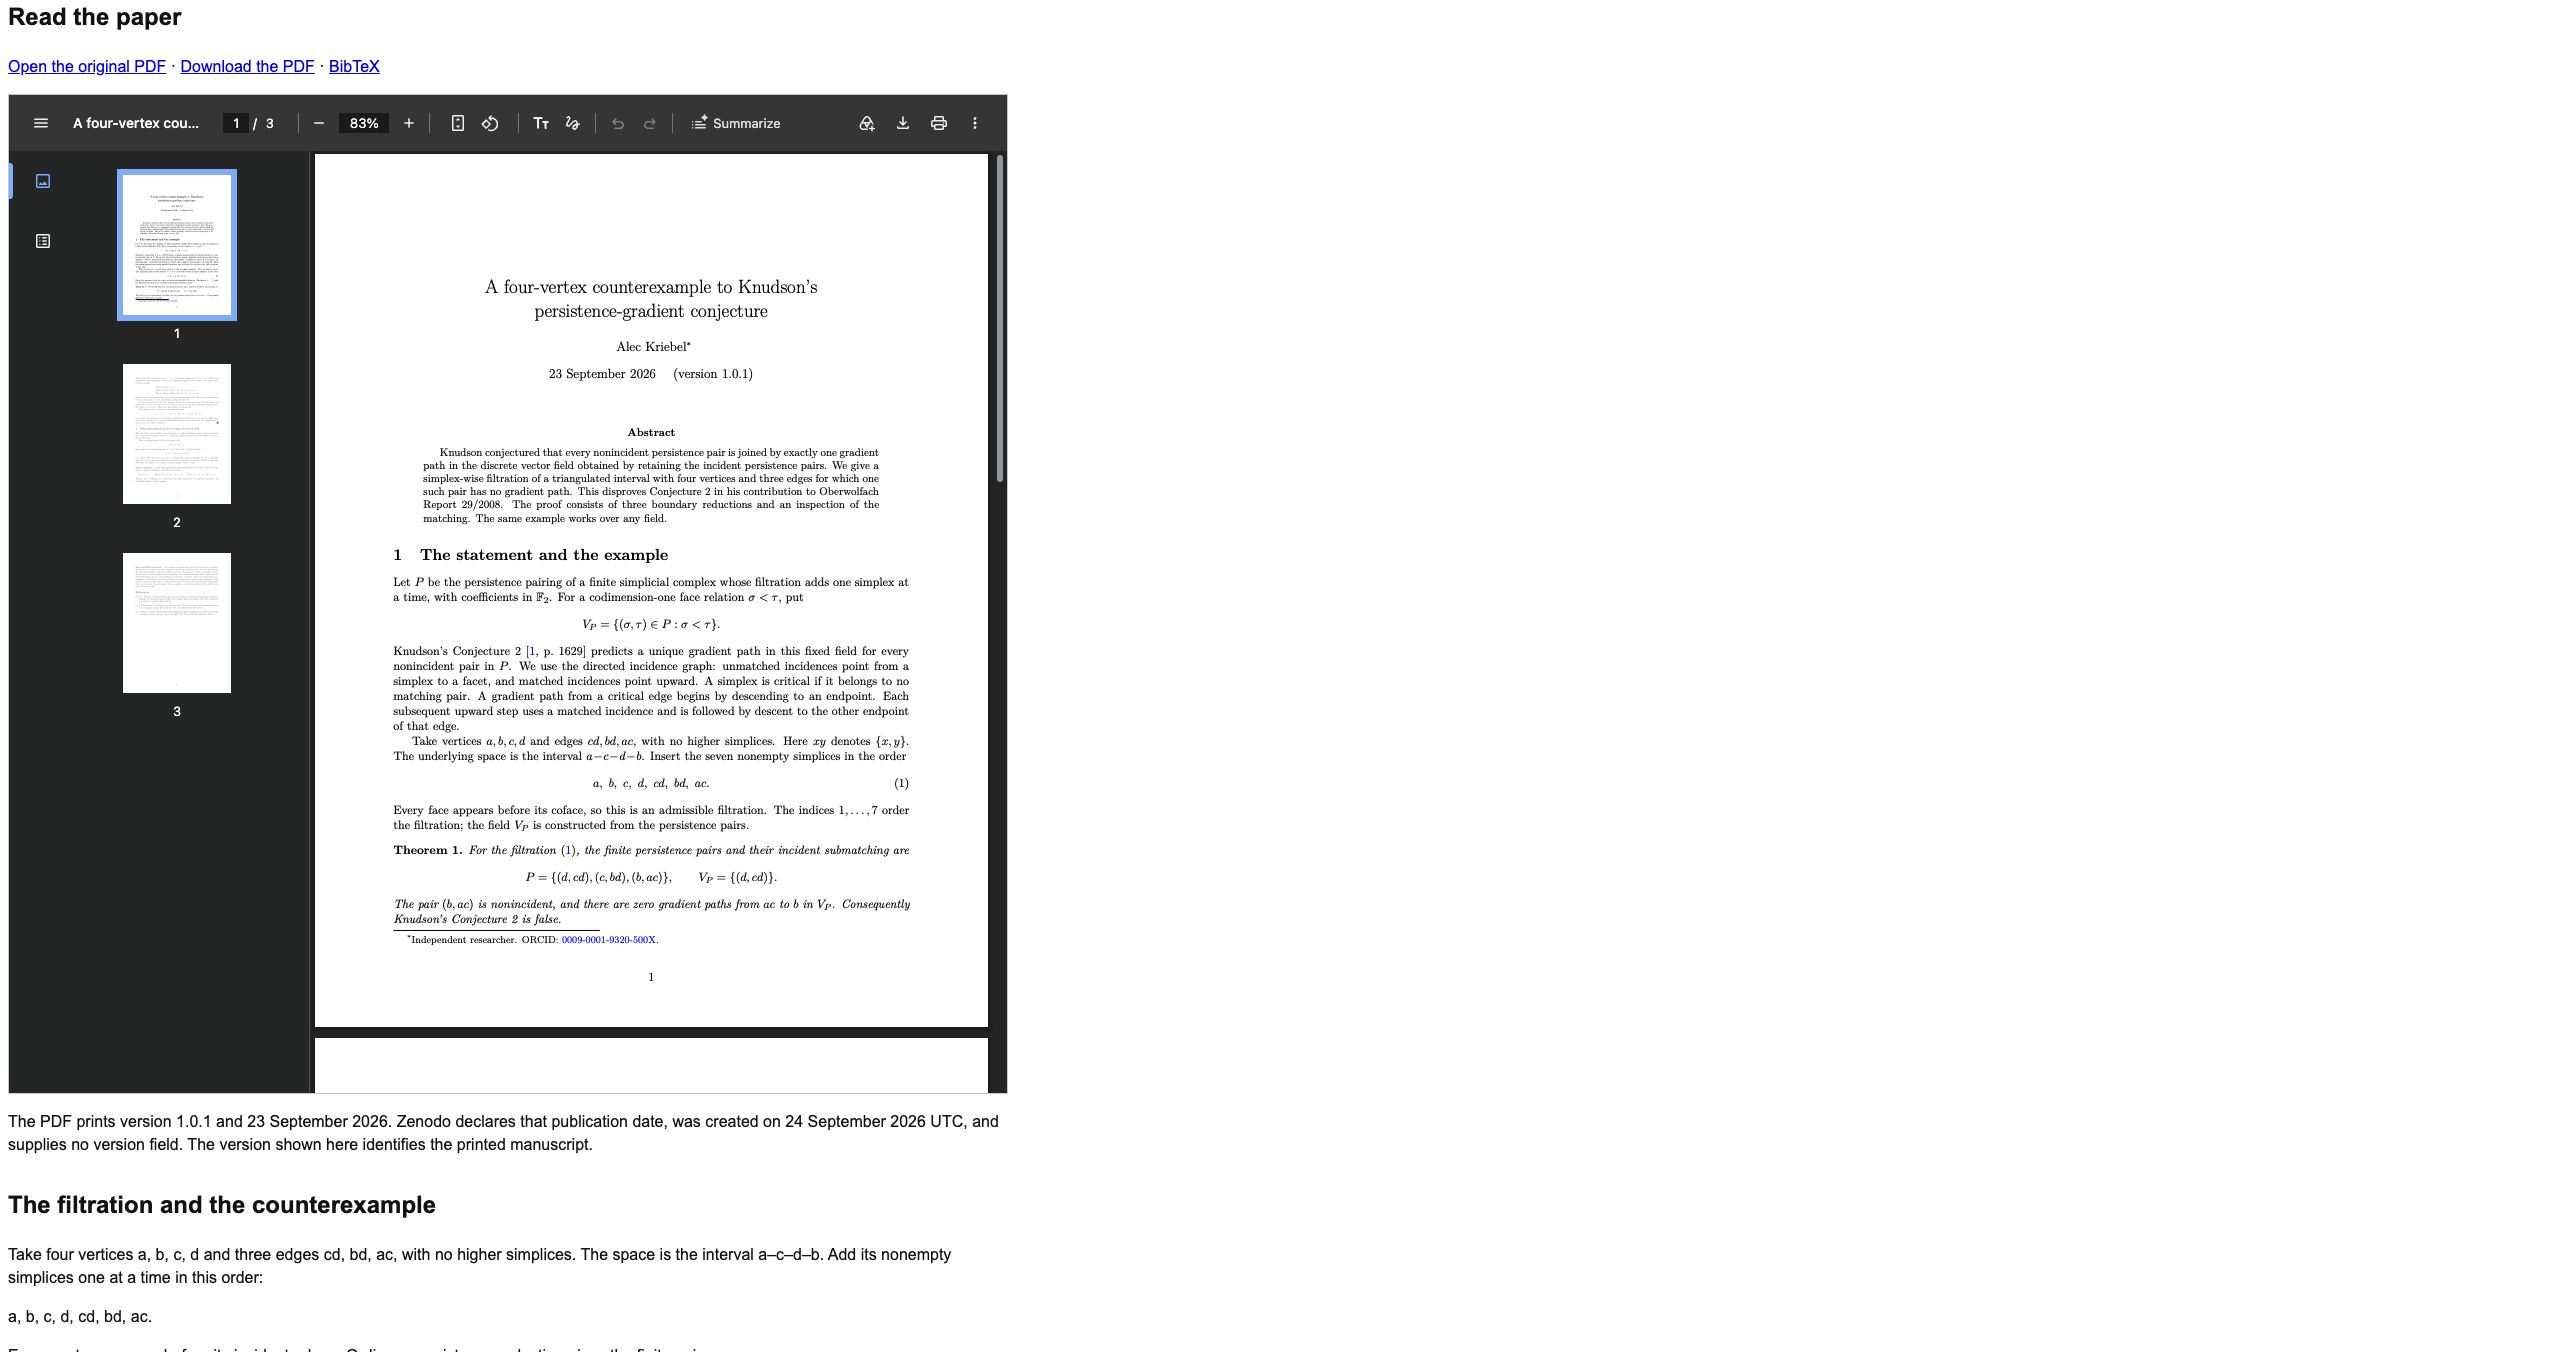 Read the paper
Open the original PDF · Download the PDF · BibTeX
A four-vertex cou... 1 / 3 − 83% + Summarize
1
2
3
A four-vertex counterexample to Knudson's
persistence-gradient conjecture
Alec Kriebel*
23 September 2026 (version 1.0.1)
Abstract
Knudson conjectured that every nonincident persistence pair is joined by exactly one gradient
path in the discrete vector field obtained by retaining the incident persistence pairs. We give a
simplex-wise filtration of a triangulated interval with four vertices and three edges for which one
such pair has no gradient path. This disproves Conjecture 2 in his contribution to Oberwolfach
Report 29/2008. The proof consists of three boundary reductions and an inspection of the
matching. The same example works over any field.
1 The statement and the example
Let P be the persistence pairing of a finite simplicial complex whose filtration adds one simplex at
a time, with coefficients in 𝔽₂. For a codimension-one face relation σ < τ, put
V_P = {(σ, τ) ∈ P : σ < τ}.
Knudson's Conjecture 2 [1, p. 1629] predicts a unique gradient path in this fixed field for every
nonincident pair in P. We use the directed incidence graph: unmatched incidences point from a
simplex to a facet, and matched incidences point upward. A simplex is critical if it belongs to no
matching pair. A gradient path from a critical edge begins by descending to an endpoint. Each
subsequent upward step uses a matched incidence and is followed by descent to the other endpoint
of that edge.
Take vertices a, b, c, d and edges cd, bd, ac, with no higher simplices. Here xy denotes {x, y}.
The underlying space is the interval a−c−d−b. Insert the seven nonempty simplices in the order
a, b, c, d, cd, bd, ac. (1)
Every face appears before its coface, so this is an admissible filtration. The indices 1, . . . , 7 order
the filtration; the field V_P is constructed from the persistence pairs.
Theorem 1. For the filtration (1), the finite persistence pairs and their incident submatching are
P = {(d, cd), (c, bd), (b, ac)}, V_P = {(d, cd)}.
The pair (b, ac) is nonincident, and there are zero gradient paths from ac to b in V_P. Consequently
Knudson's Conjecture 2 is false.
*Independent researcher. ORCID: 0009-0001-9320-500X.
1
The PDF prints version 1.0.1 and 23 September 2026. Zenodo declares that publication date, was created on 24 September 2026 UTC, and
supplies no version field. The version shown here identifies the printed manuscript.
The filtration and the counterexample
Take four vertices a, b, c, d and three edges cd, bd, ac, with no higher simplices. The space is the interval a–c–d–b. Add its nonempty
simplices one at a time in this order:
a, b, c, d, cd, bd, ac.